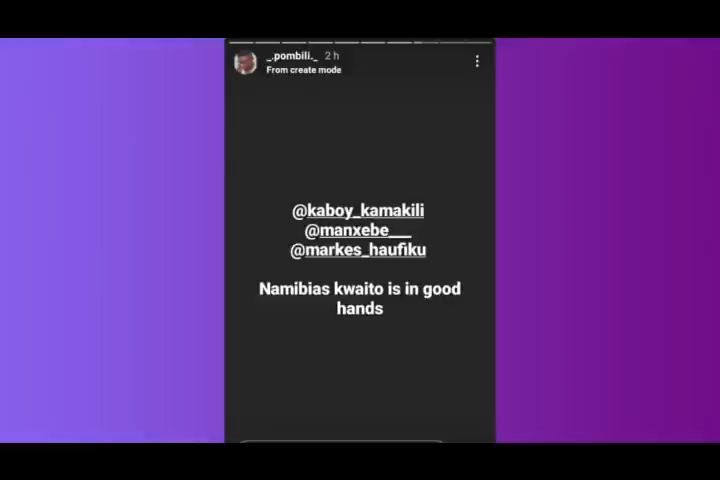 _.pombili._ 2 h
From create mode
@kaboy_kamakili
@manxebe___
@markes_haufiku
Namibias kwaito is in good
hands